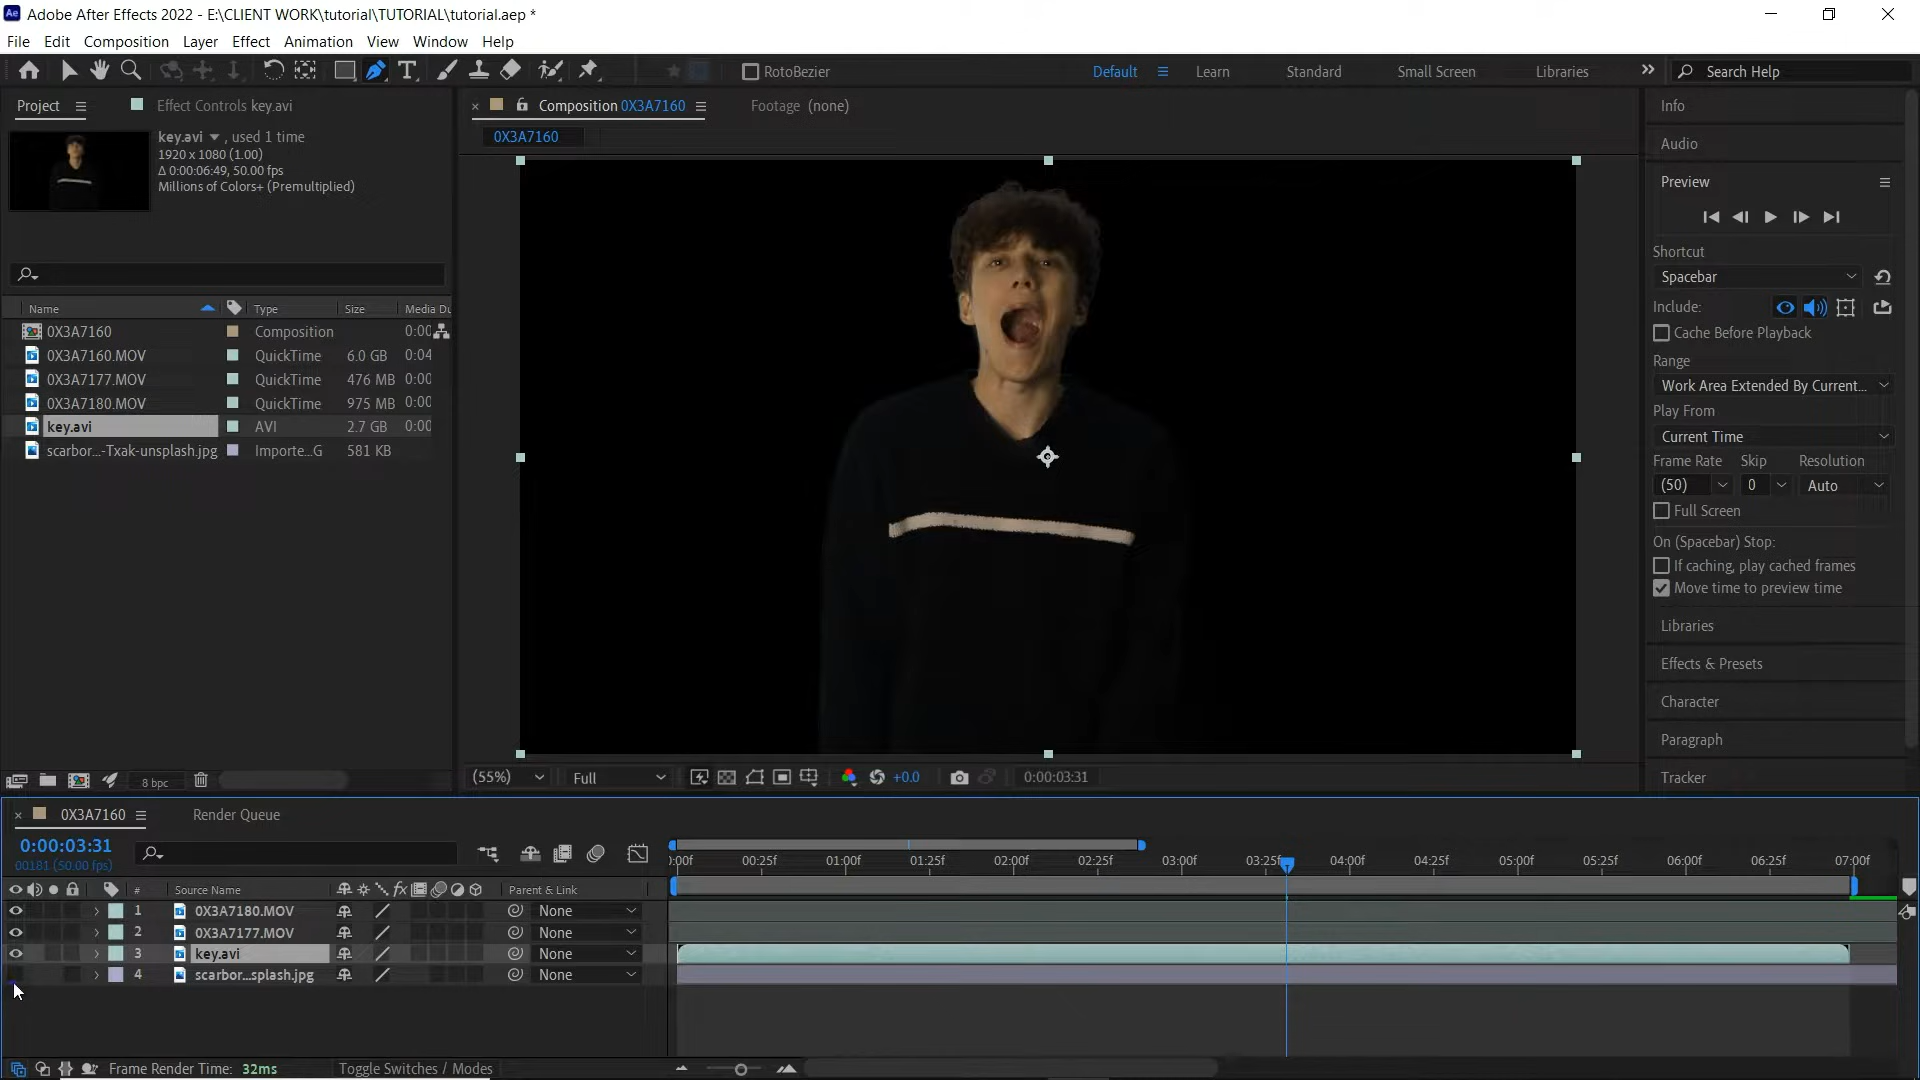 Adobe After Effects 2022 - E:\CLIENT WORK\tutorial\TUTORIAL\tutorial.aep *
File Edit Composition Layer Effect Animation View Window Help
RotoBezier Default Learn Standard Small Screen Libraries Search Help
Project Effect Controls key.avi
key.avi , used 1 time
1920 x 1080 (1.00)
Δ 0:00:06:49, 50.00 fps
Millions of Colors+ (Premultiplied)
Name Type Size Media Du
0X3A7160 Composition 0:00
0X3A7160.MOV QuickTime 6.0 GB 0:04
0X3A7177.MOV QuickTime 476 MB 0:00
0X3A7180.MOV QuickTime 975 MB 0:00
key.avi AVI 2.7 GB 0:00
scarbor...-Txak-unsplash.jpg Importe...G 581 KB
8 bpc
Composition 0X3A7160 Footage (none)
0X3A7160
(55%) Full +0.0 0:00:03:31
Info
Audio
Preview
Shortcut
Spacebar
Include:
Cache Before Playback
Range
Work Area Extended By Current...
Play From
Current Time
Frame Rate Skip Resolution
(50) 0 Auto
Full Screen
On (Spacebar) Stop:
If caching, play cached frames
Move time to preview time
Libraries
Effects & Presets
Character
Paragraph
Tracker
0X3A7160 Render Queue
0:00:03:31
00181 (50.00 fps)
):00f 00:25f 01:00f 01:25f 02:00f 02:25f 03:00f 03:25f 04:00f 04:25f 05:00f 05:25f 06:00f 06:25f 07:00f
# Source Name fx Parent & Link
1 0X3A7180.MOV None
2 0X3A7177.MOV None
3 key.avi None
4 scarbor...splash.jpg None
Frame Render Time: 32ms Toggle Switches / Modes